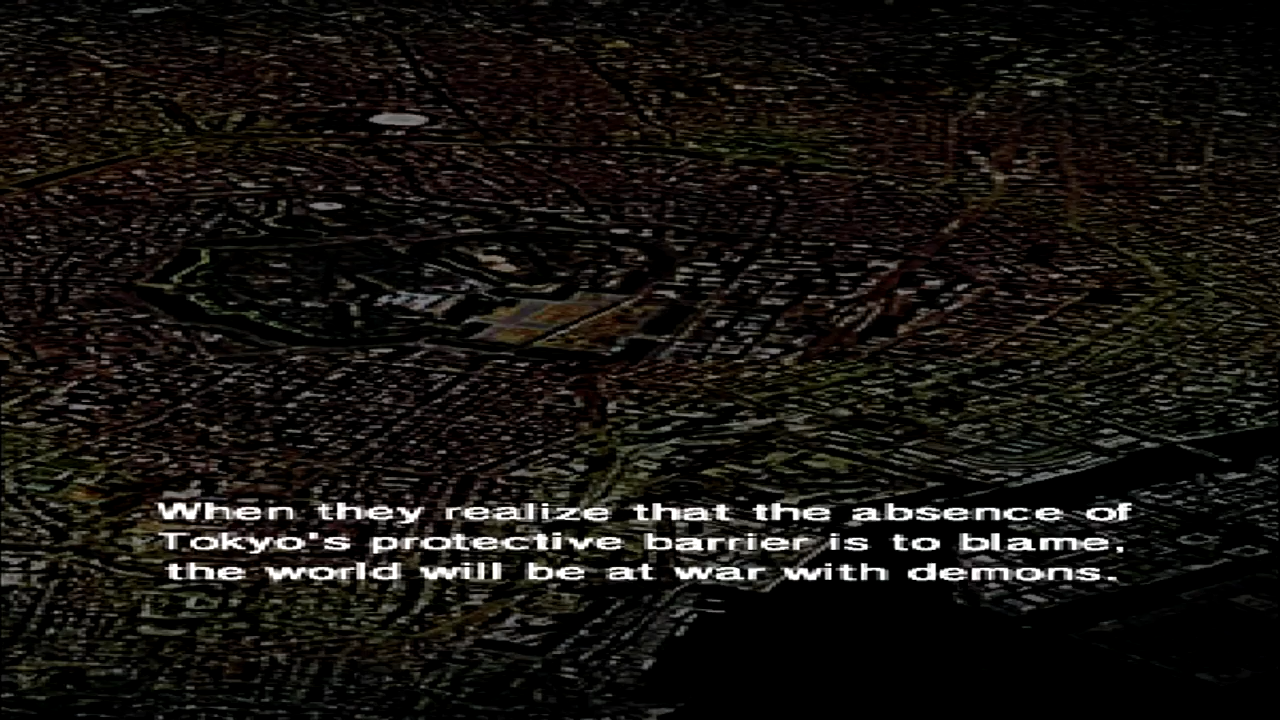 When they realize that the absence of
Tokyo's protective barrier is to blame,
the world will be at war with demons.